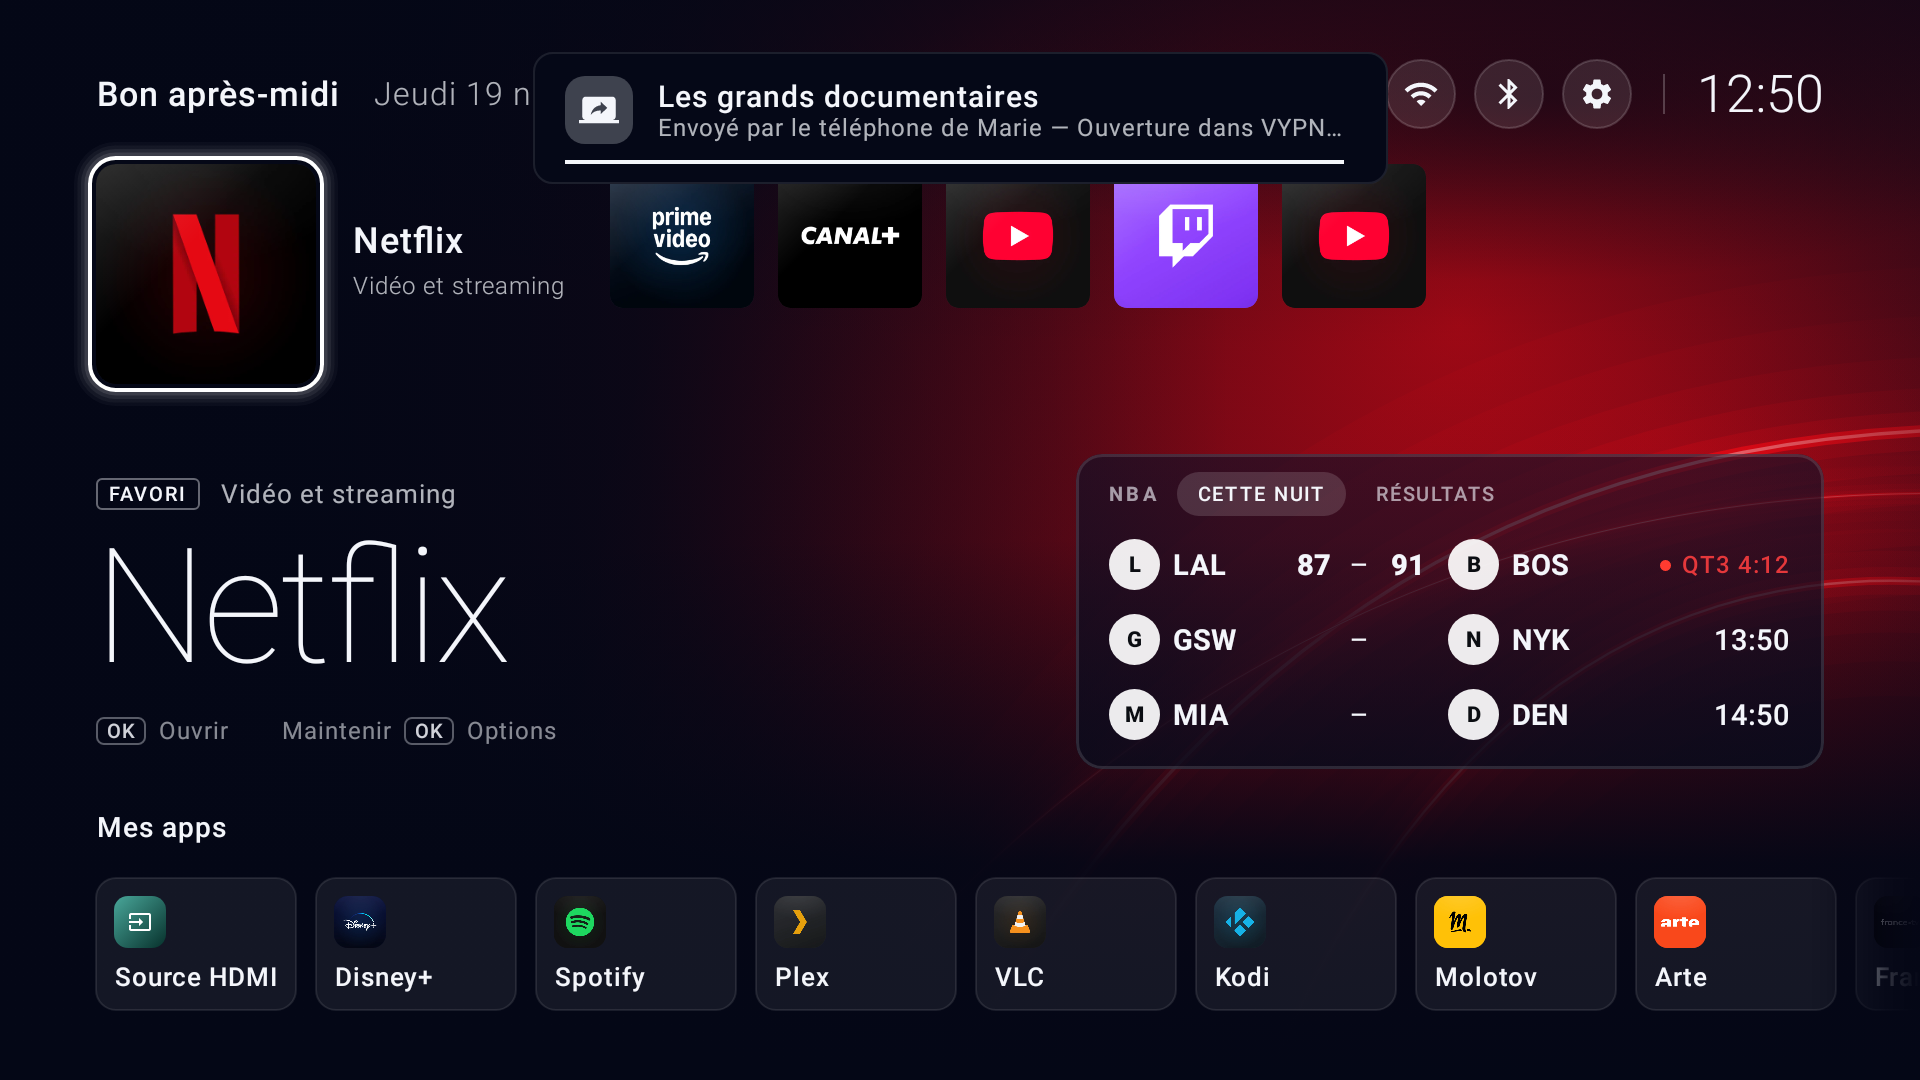 Bon après-midi
Jeudi 19 n
Les grands documentaires
Envoyé par le téléphone de Marie — Ouverture dans VYPN…
12:50
Netflix
Vidéo et streaming
prime video
CANAL+
FAVORI
Vidéo et streaming
Netflix
OK Ouvrir
Maintenir OK Options
NBA
CETTE NUIT
RÉSULTATS
L LAL 87 – 91 B BOS • QT3 4:12
G GSW – N NYK 13:50
M MIA – D DEN 14:50
Mes apps
Source HDMI
Disney+
Disney+
Spotify
Plex
VLC
Kodi
Molotov
arte
Arte
Fra